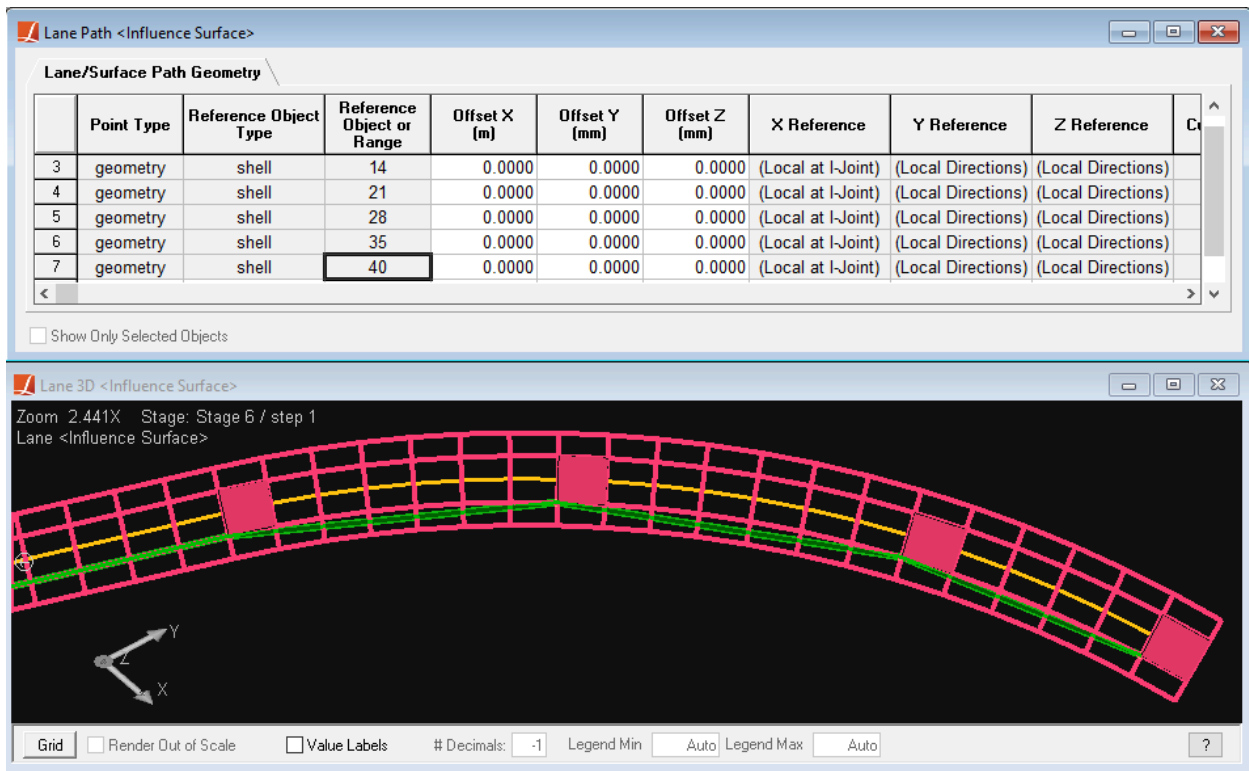 Lane Path <Influence Surface>
Lane/Surface Path Geometry
Point Type Reference Object Type Reference Object or Range Offset X (m) Offset Y (mm) Offset Z (mm) X Reference Y Reference Z Reference
3 geometry shell 14 0.0000 0.0000 0.0000 (Local at I-Joint) (Local Directions) (Local Directions)
4 geometry shell 21 0.0000 0.0000 0.0000 (Local at I-Joint) (Local Directions) (Local Directions)
5 geometry shell 28 0.0000 0.0000 0.0000 (Local at I-Joint) (Local Directions) (Local Directions)
6 geometry shell 35 0.0000 0.0000 0.0000 (Local at I-Joint) (Local Directions) (Local Directions)
7 geometry shell 40 0.0000 0.0000 0.0000 (Local at I-Joint) (Local Directions) (Local Directions)
Show Only Selected Objects
Lane 3D <Influence Surface>
Zoom 2.441X Stage: Stage 6 / step 1
Lane <Influence Surface>
Y
Z
X
Grid Render Out of Scale Value Labels # Decimals: -1 Legend Min Auto Legend Max Auto ?